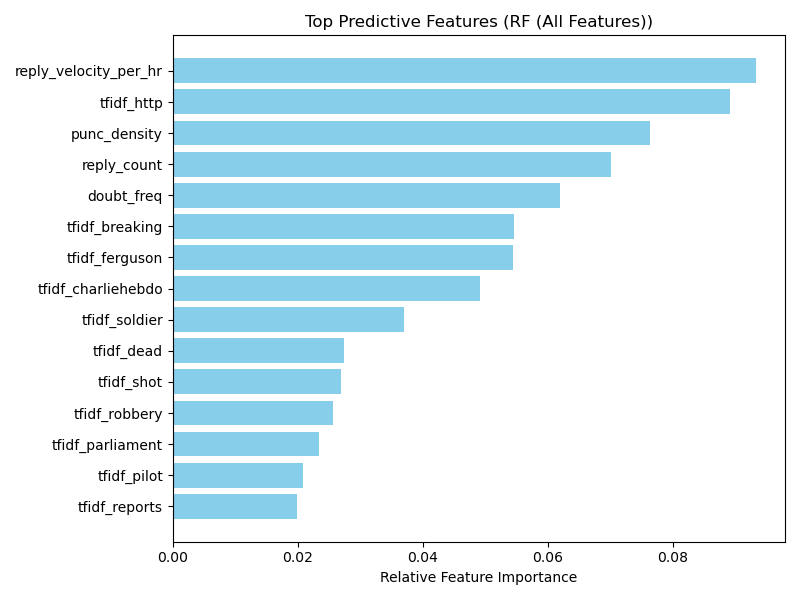 Top Predictive Features (RF (All Features))
reply_velocity_per_hr
tfidf_http
punc_density
reply_count
doubt_freq
tfidf_breaking
tfidf_ferguson
tfidf_charliehebdo
tfidf_soldier
tfidf_dead
tfidf_shot
tfidf_robbery
tfidf_parliament
tfidf_pilot
tfidf_reports
0.00 0.02 0.04 0.06 0.08
Relative Feature Importance